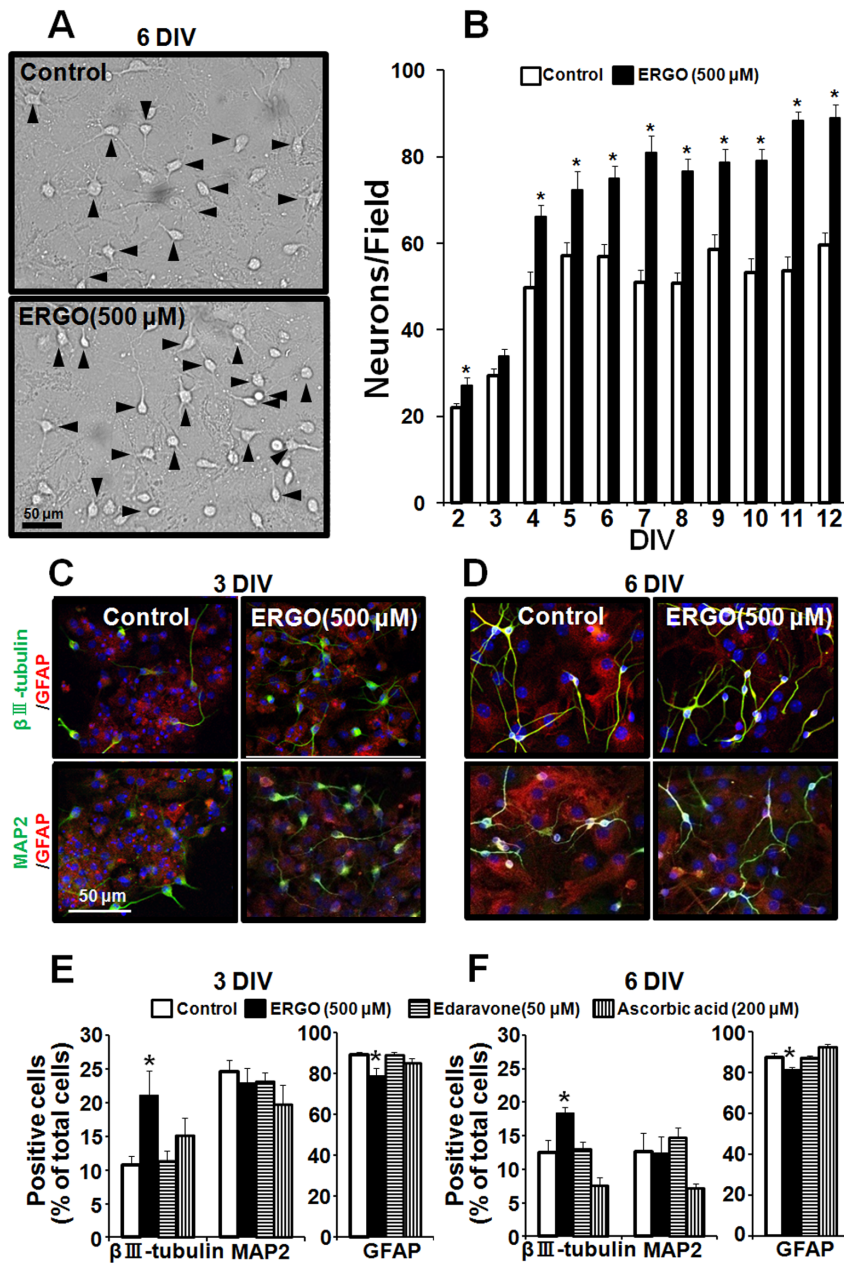 A
6 DIV
Control
ERGO(500 µM)
50 µm
B
Control ERGO (500 µM)
Neurons/Field
100
80
60
40
20
0
* * * * * * * * * *
2 3 4 5 6 7 8 9 10 11 12
DIV
C
3 DIV
Control ERGO(500 µM)
βⅢ-tubulin
/GFAP
MAP2
/GFAP
50 µm
D
6 DIV
Control ERGO(500 µM)
E
3 DIV
F
6 DIV
Control ERGO (500 µM) Edaravone(50 µM) Ascorbic acid (200 µM)
Positive cells
(% of total cells)
30
25
20
15
10
5
0
*
βⅢ-tubulin MAP2
100
80
60
40
20
0
*
GFAP
Positive cells
(% of total cells)
30
25
20
15
10
5
0
*
βⅢ-tubulin MAP2
100
80
60
40
20
0
*
GFAP